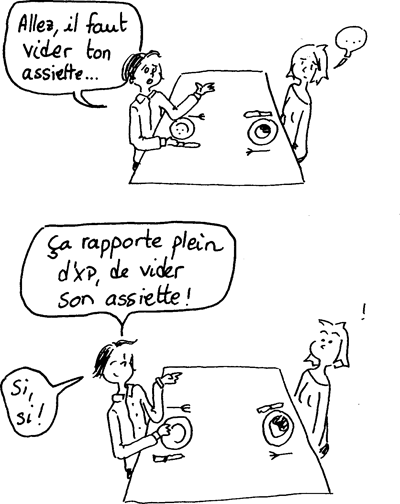 Allez, il faut
vider ton
assiette...
...
Ça rapporte plein
d'XP, de vider
son assiette !
!
Si,
si !